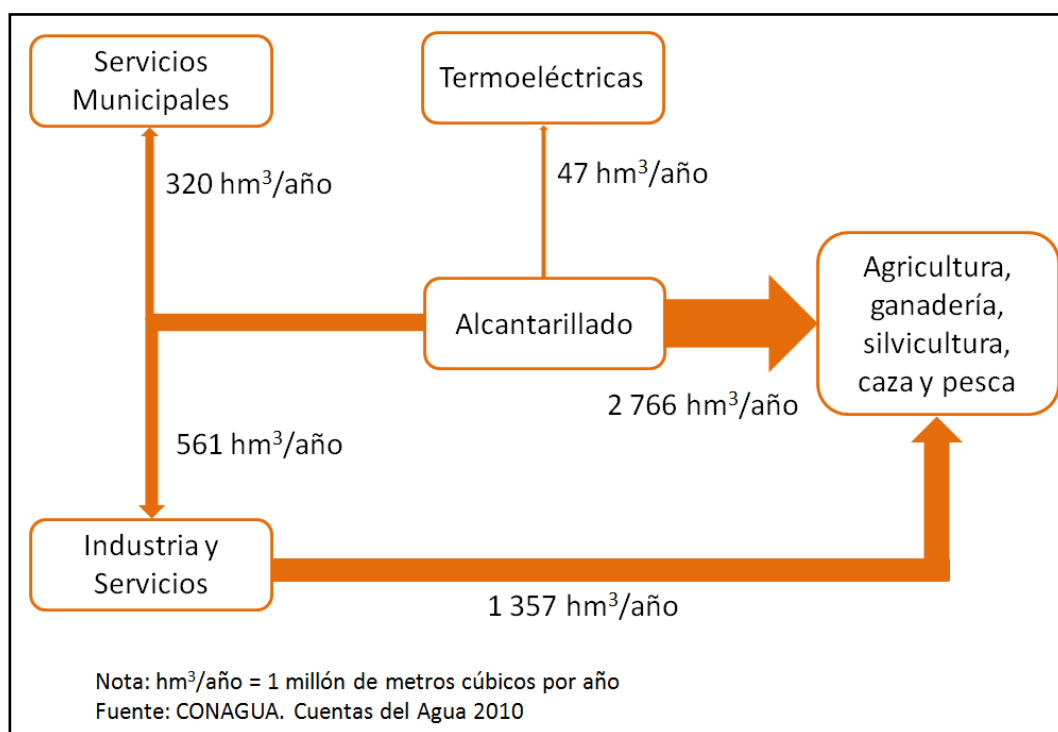 Servicios
Municipales
Termoeléctricas
320 hm³/año
47 hm³/año
Agricultura,
ganadería,
silvicultura,
caza y pesca
Alcantarillado
2 766 hm³/año
561 hm³/año
Industria y
Servicios
1 357 hm³/año
Nota: hm³/año = 1 millón de metros cúbicos por año
Fuente: CONAGUA. Cuentas del Agua 2010